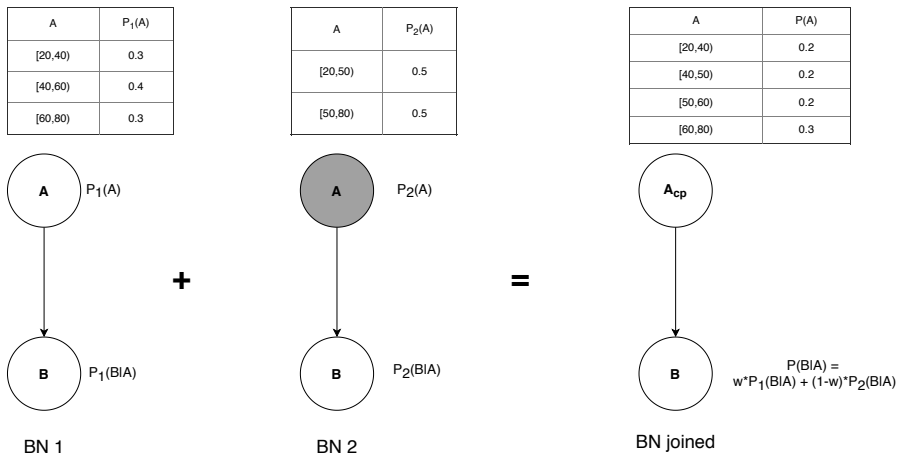 A P₁(A)
[20,40) 0.3
[40,60) 0.4
[60,80) 0.3
A P₂(A)
[20,50) 0.5
[50,80) 0.5
A P(A)
[20,40) 0.2
[40,50) 0.2
[50,60) 0.2
[60,80) 0.3
A P₁(A)
A P₂(A)
A_cp
+
=
B P₁(B|A)
B P₂(B|A)
B
P(B|A) =
w*P₁(B|A) + (1-w)*P₂(B|A)
BN 1
BN 2
BN joined